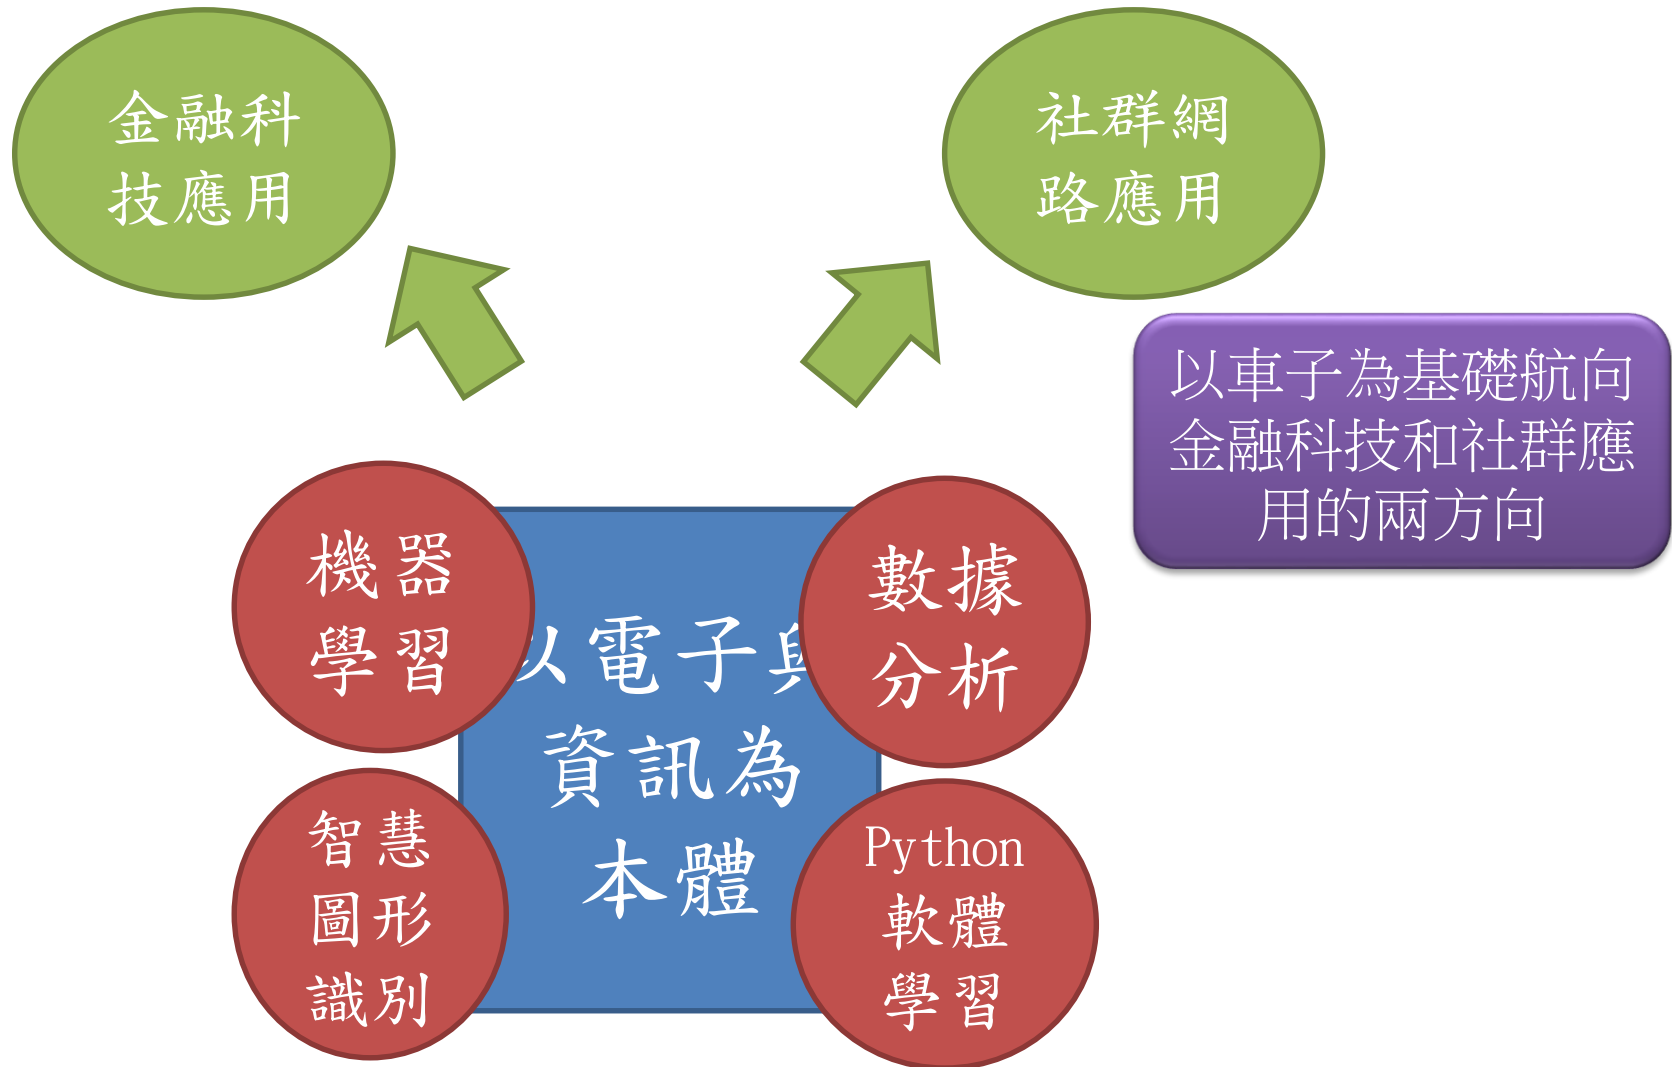 金融科
技應用
社群網
路應用
以車子為基礎航向
金融科技和社群應
用的兩方向
機器
學習
數據
分析
以電子與
資訊為
本體
智慧
圖形
識別
Python
軟體
學習